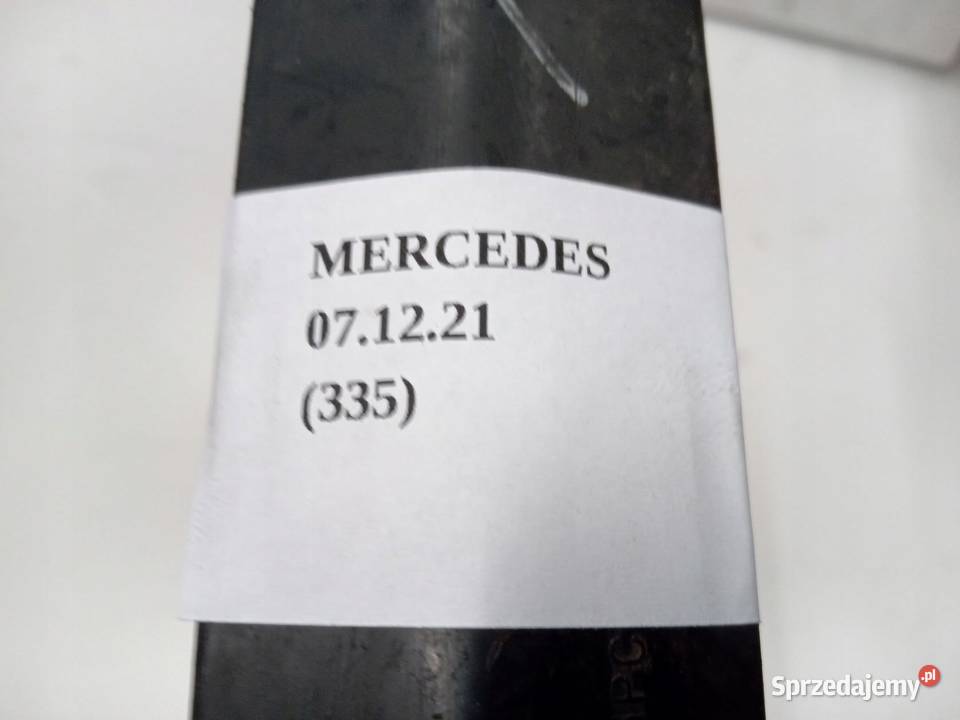 MERCEDES
07.12.21
(335)
Sprzedajemy.pl